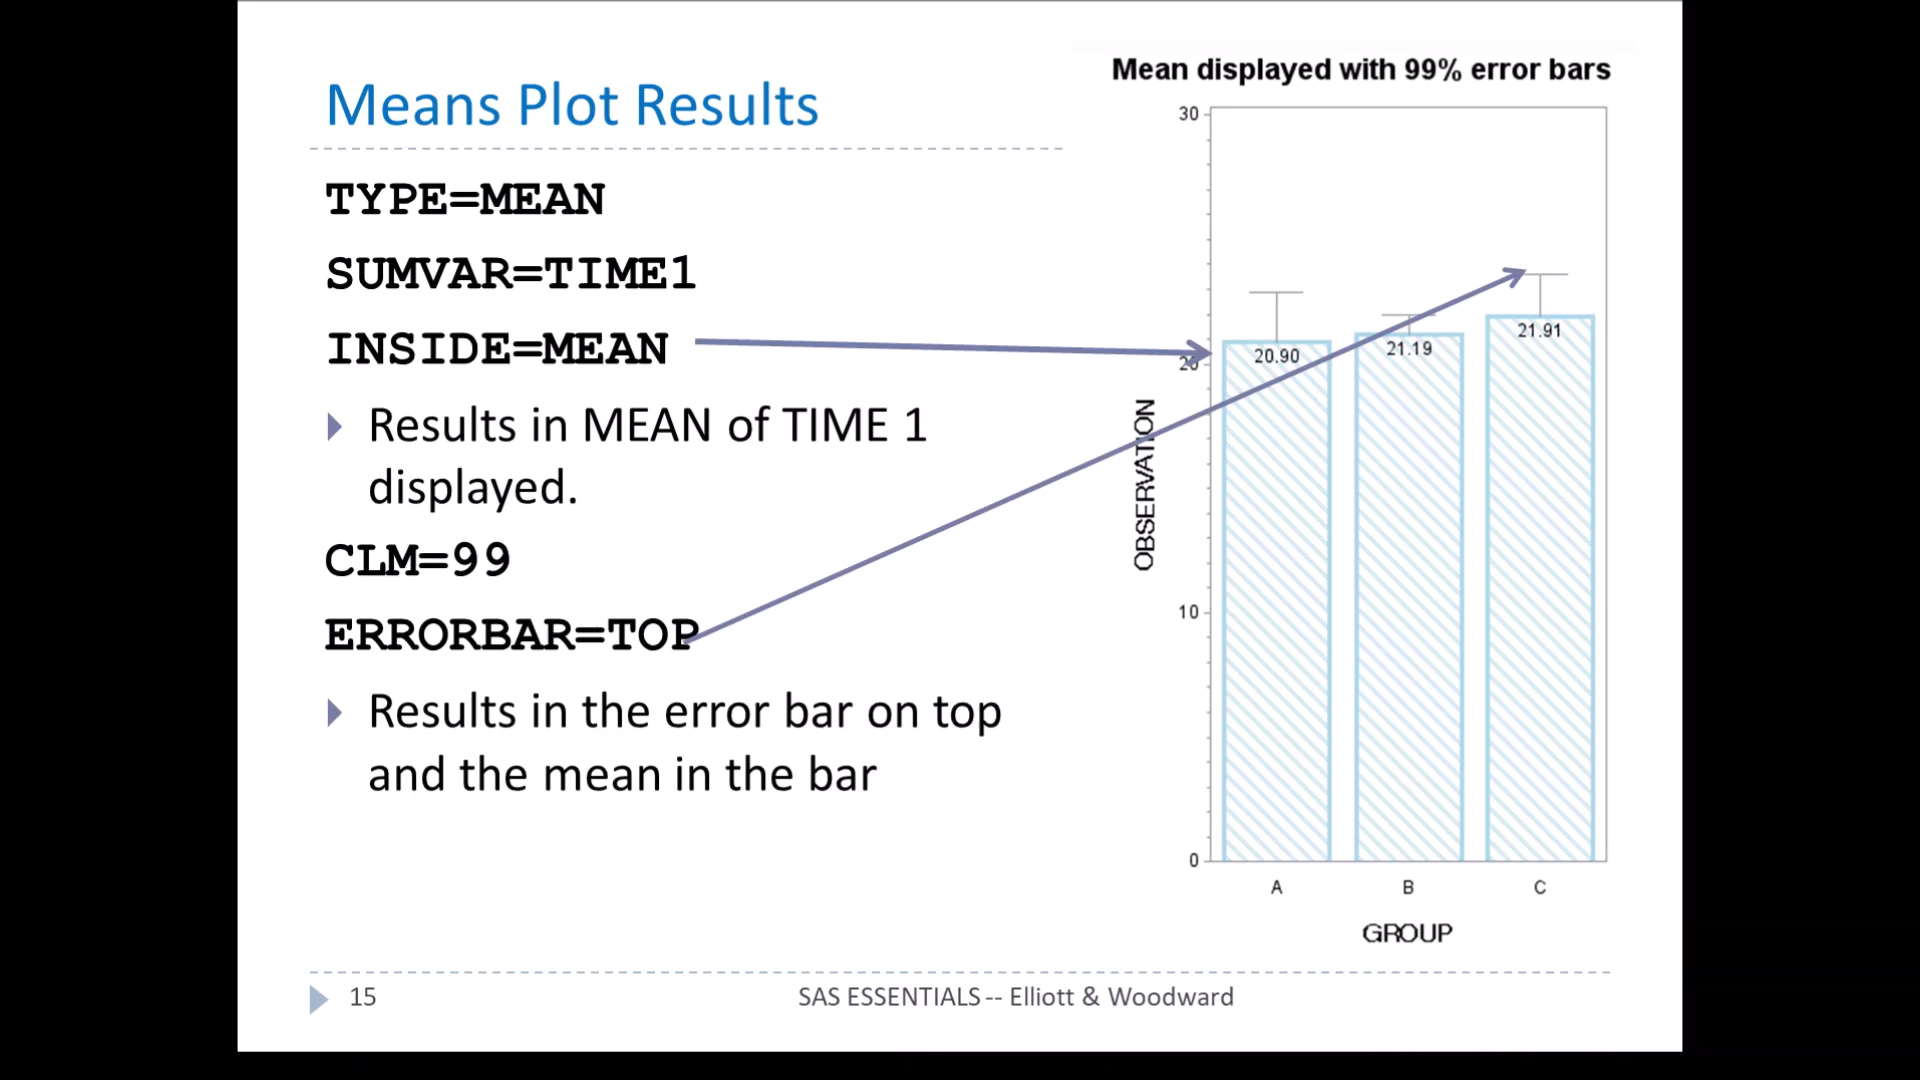 Means Plot Results
TYPE=MEAN
SUMVAR=TIME1
INSIDE=MEAN
Results in MEAN of TIME 1
displayed.
CLM=99
ERRORBAR=TOP
Results in the error bar on top
and the mean in the bar
Mean displayed with 99% error bars
30
20
10
0
OBSERVATION
20.90
21.19
21.91
A
B
C
GROUP
15
SAS ESSENTIALS -- Elliott & Woodward